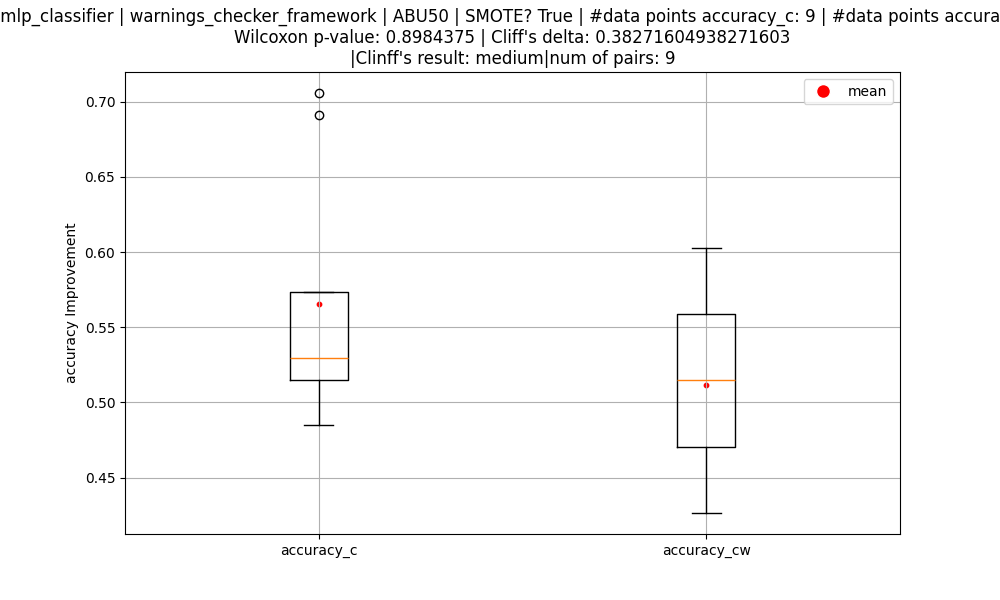 mlp_classifier | warnings_checker_framework | ABU50 | SMOTE? True | #data points accuracy_c: 9 | #data points accura
Wilcoxon p-value: 0.8984375 | Cliff's delta: 0.38271604938271603
|Clinff's result: medium|num of pairs: 9
mean
0.70
0.65
0.60
0.55
0.50
0.45
accuracy Improvement
accuracy_c
accuracy_cw